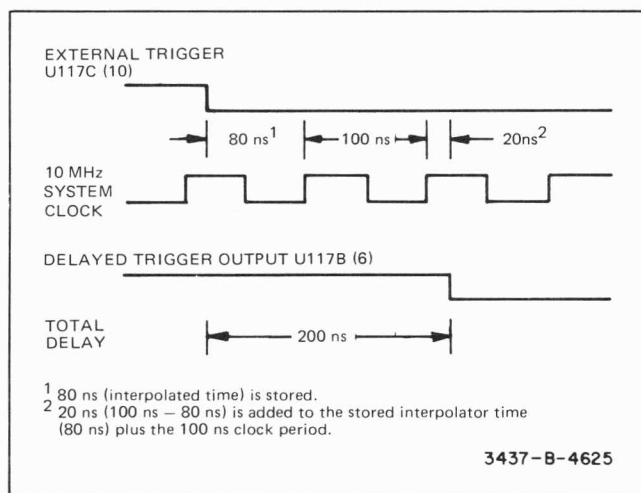 EXTERNAL TRIGGER
U117C (10)
80 ns1
100 ns
20ns2
10 MHz
SYSTEM
CLOCK
DELAYED TRIGGER OUTPUT U117B (6)
TOTAL
DELAY
200 ns
1 80 ns (interpolated time) is stored.
2 20 ns (100 ns – 80 ns) is added to the stored interpolator time
(80 ns) plus the 100 ns clock period.
3437-B-4625